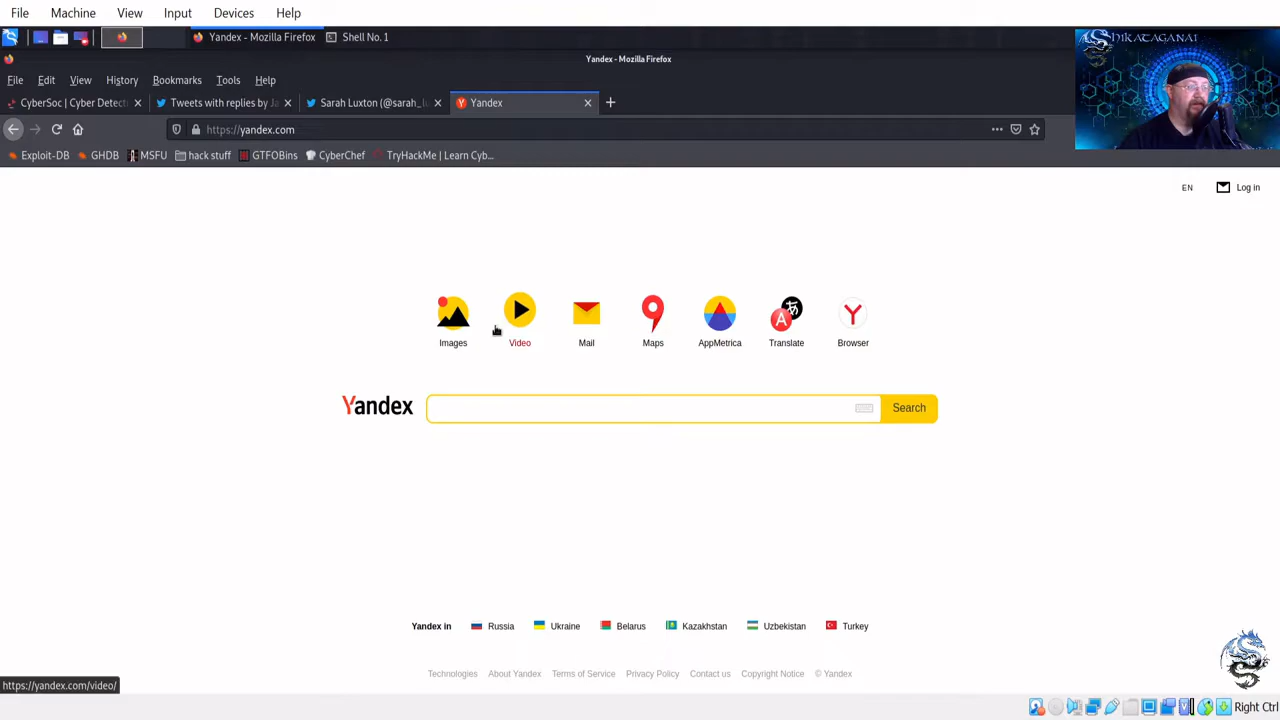 File Machine View Input Devices Help
Yandex - Mozilla Firefox Shell No. 1
Yandex - Mozilla Firefox
SHIKATAGANAI
File Edit View History Bookmarks Tools Help
CyberSoc | Cyber Detecti Tweets with replies by Ja Sarah Luxton (@sarah_lu Yandex
https://yandex.com
Exploit-DB GHDB MSFU hack stuff GTFOBins CyberChef TryHackMe | Learn Cyb...
EN Log in
Images Video Mail Maps AppMetrica Translate Browser
Yandex Search
Yandex in Russia Ukraine Belarus Kazakhstan Uzbekistan Turkey
Technologies About Yandex Terms of Service Privacy Policy Contact us Copyright Notice © Yandex
https://yandex.com/video/
Right Ctrl